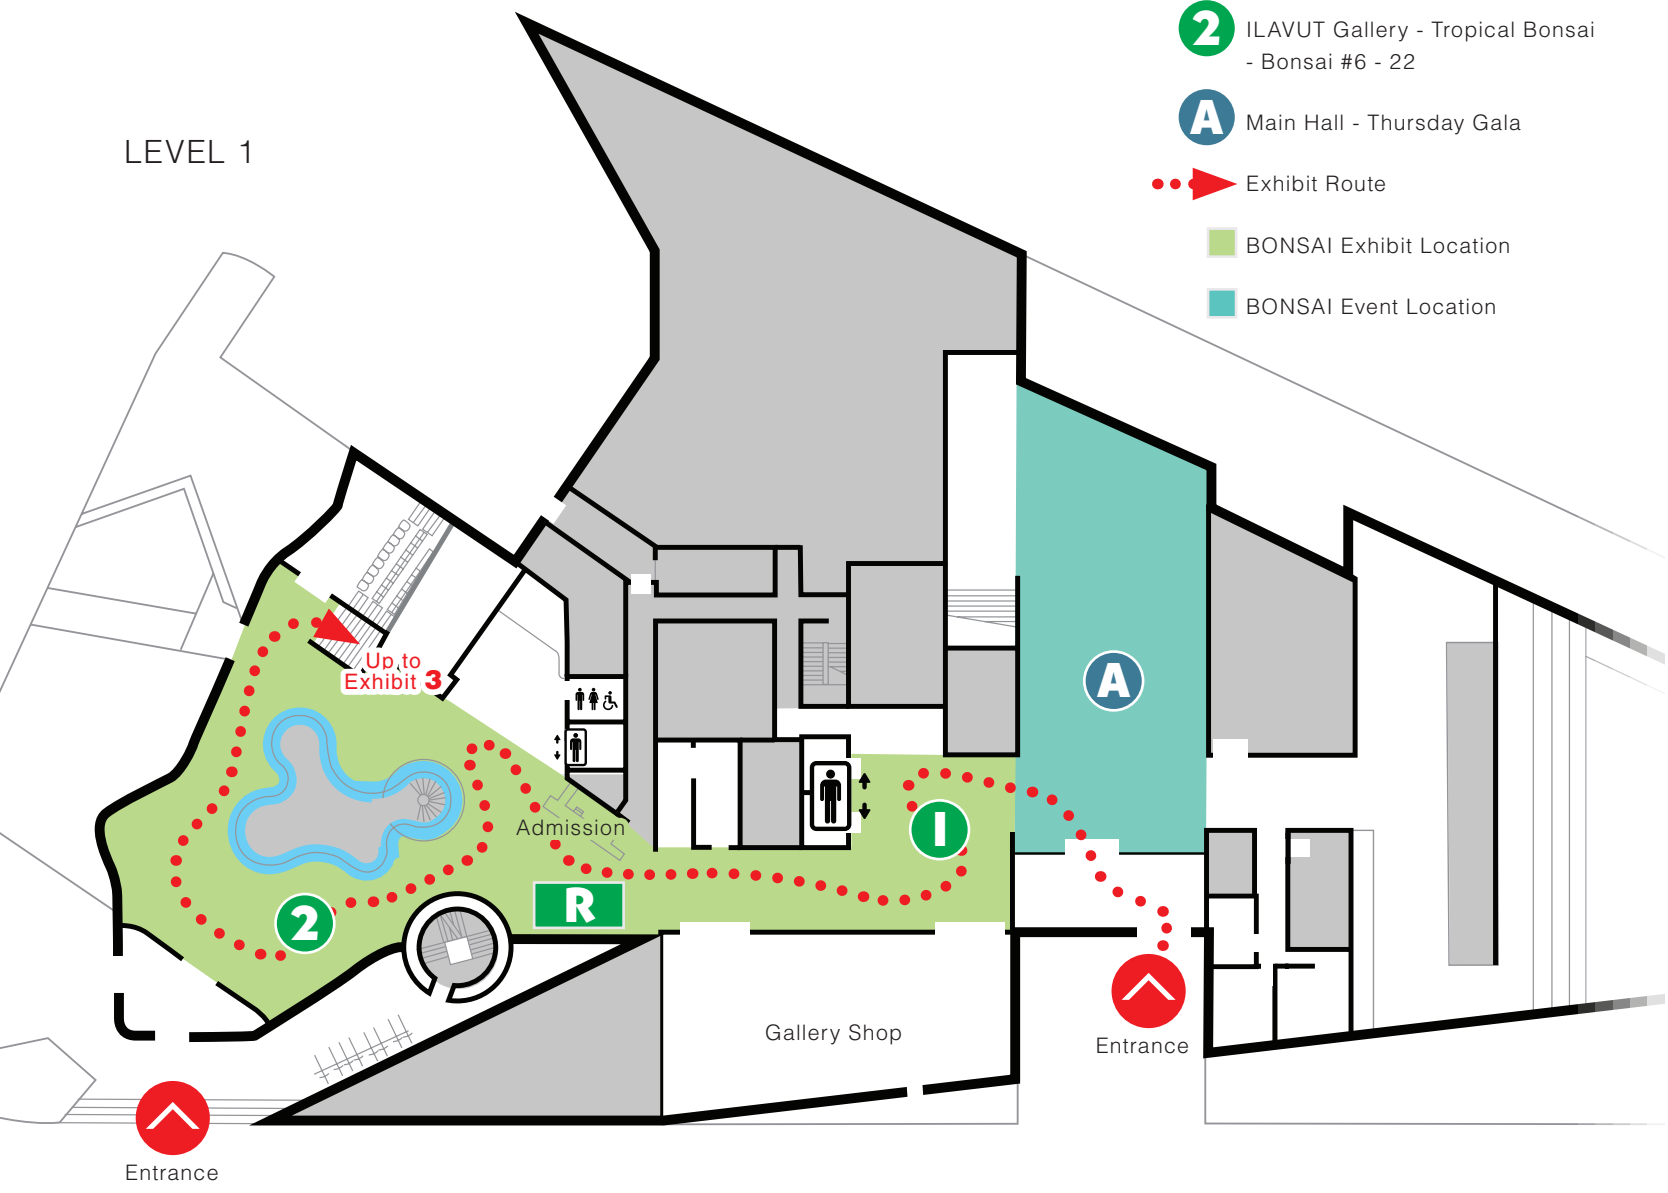 2 ILAVUT Gallery - Tropical Bonsai
- Bonsai #6 - 22
A Main Hall - Thursday Gala
LEVEL 1
Exhibit Route
BONSAI Exhibit Location
BONSAI Event Location
Up to
Exhibit 3
A
Admission
1
R
2
Gallery Shop
Entrance
Entrance